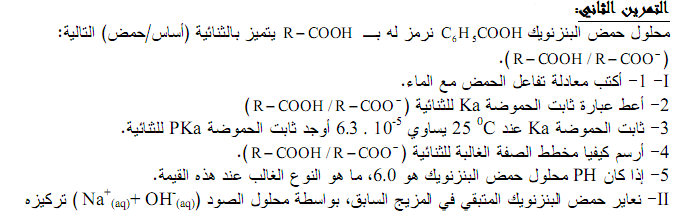 التمرين الثاني:
محلول حمض البنزنويك C₆H₅COOH نرمز له بـــ R−COOH يتميز بالثنائية (أساس/حمض) التالية:
(R−COOH / R−COO⁻).
I- 1- أكتب معادلة تفاعل الحمض مع الماء.
2- أعط عبارة ثابت الحموضة Ka للثنائية (R−COOH / R−COO⁻)
3- ثابت الحموضة Ka عند 25 ⁰C يساوي 6.3 . 10⁻⁵ أوجد ثابت الحموضة PKa للثنائية.
4- أرسم كيفيا مخطط الصفة الغالبة للثنائية (R−COOH / R−COO⁻).
5- إذا كان PH محلول حمض البنزنويك هو 6.0، ما هو النوع الغالب عند هذه القيمة.
II- نعاير حمض البنزنويك المتبقي في المزيج السابق، بواسطة محلول الصود (Na⁺(aq)+ OH⁻(aq)) تركيزه